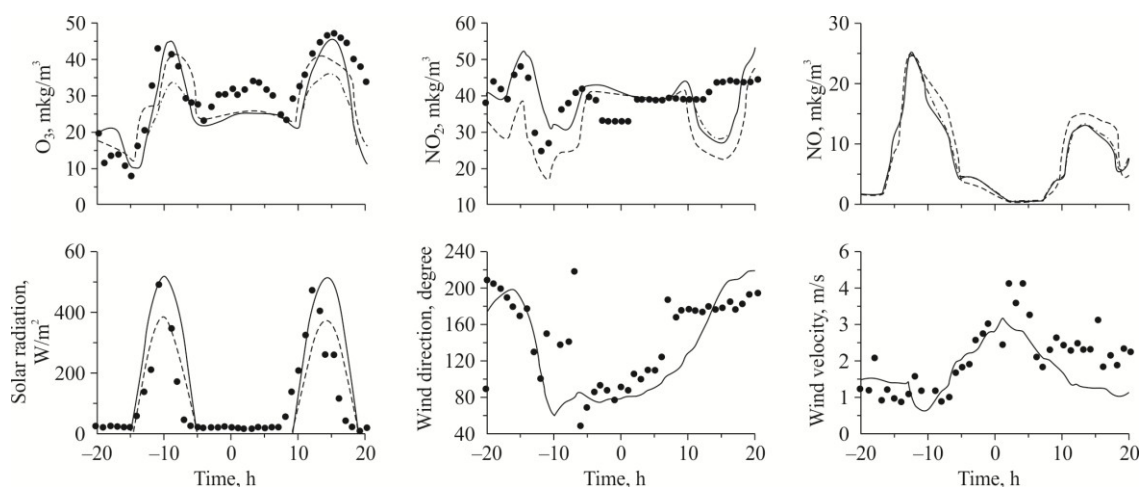 O3, mkg/m3
50
40
30
20
10
0
–20 –10 0 10 20
NO2, mkg/m3
60
50
40
30
20
10
–20 –10 0 10 20
NO, mkg/m3
30
20
10
0
–20 –10 0 10 20
Solar radiation,
W/m2
60
400
200
0
–20 –10 0 10 20
Time, h
Wind direction, degree
240
200
160
120
80
40
–20 –10 0 10 20
Time, h
Wind velocity, m/s
6
5
4
3
2
1
0
–20 –10 0 10 20
Time, h